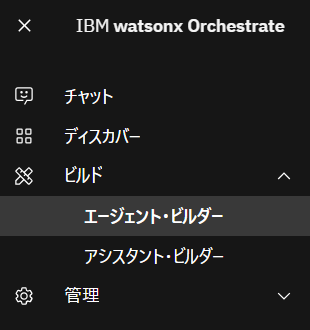 IBM watsonx Orchestrate
チャット
ディスカバー
ビルド
エージェント・ビルダー
アシスタント・ビルダー
管理